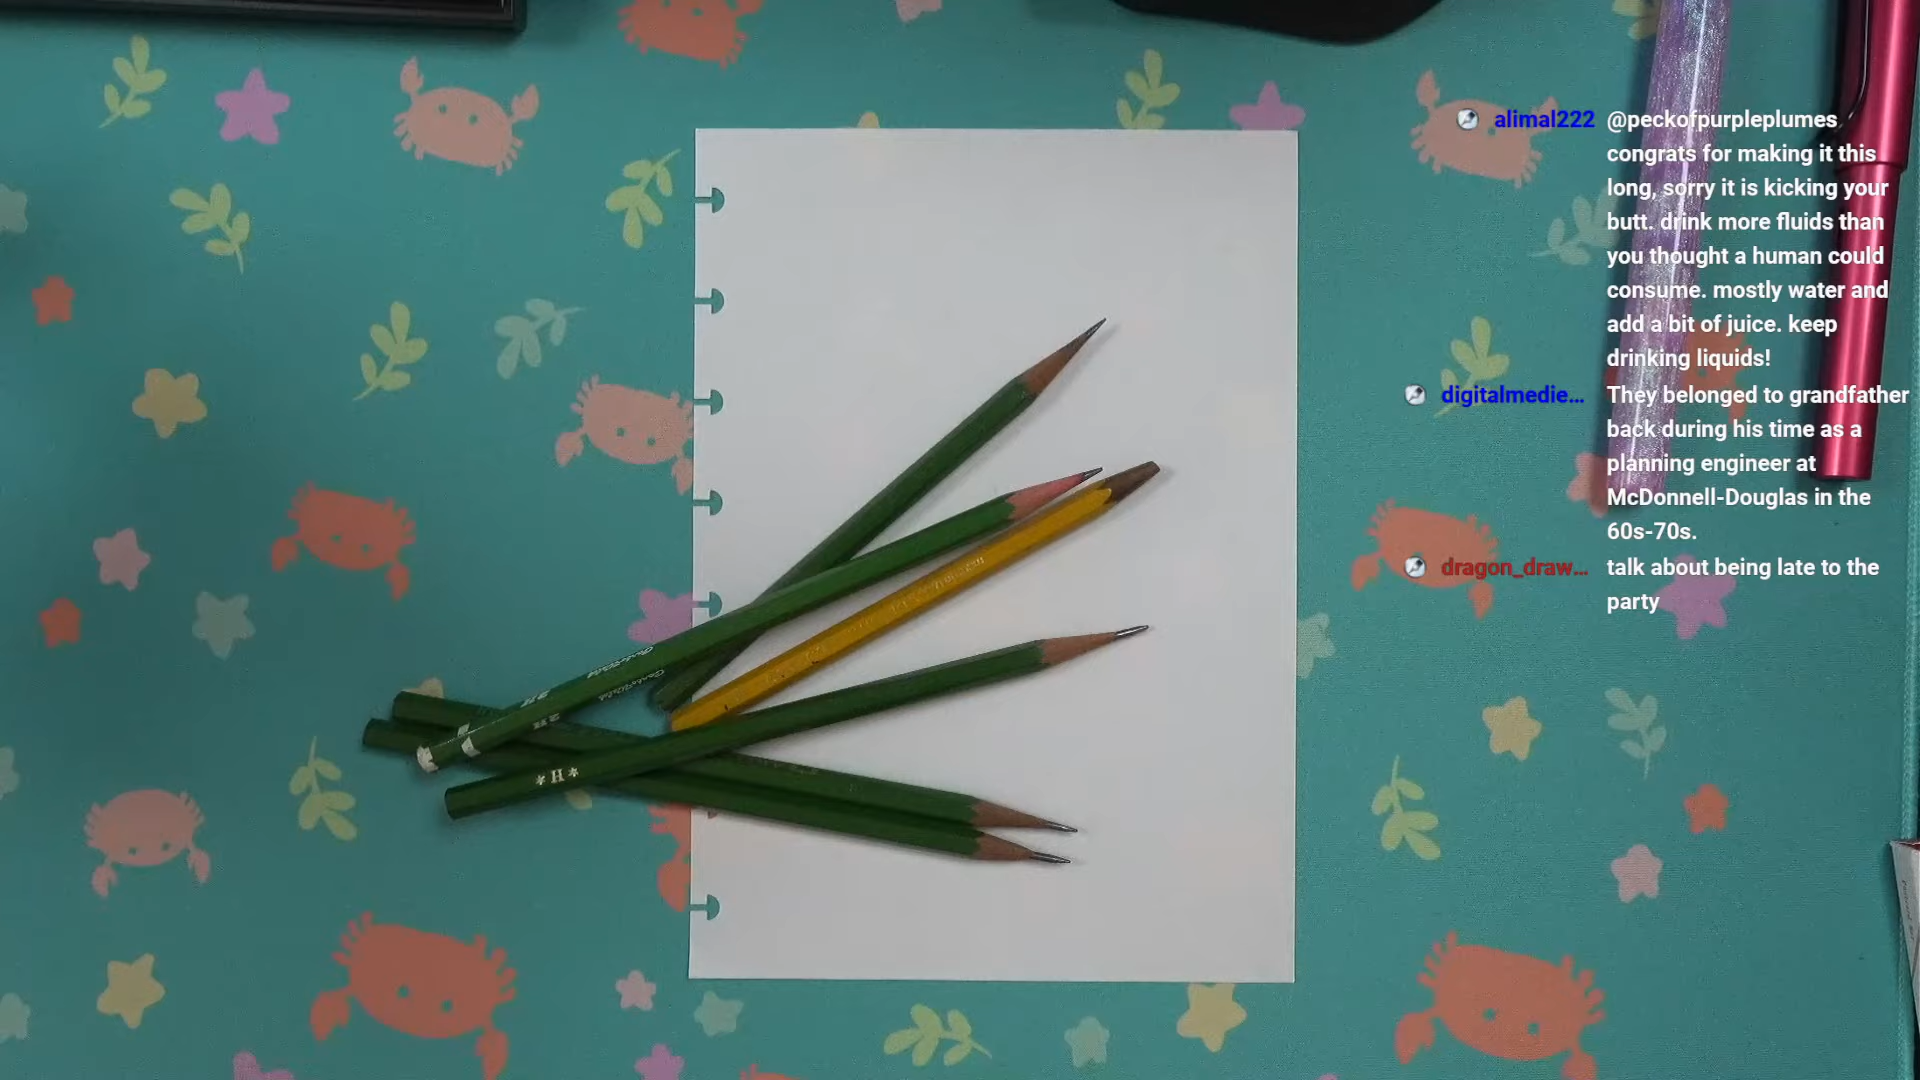 alimal222 @peckofpurpleplumes
congrats for making it this
long, sorry it is kicking your
butt. drink more fluids than
you thought a human could
consume. mostly water and
add a bit of juice. keep
drinking liquids!
digitalmedie... They belonged to grandfather
back during his time as a
planning engineer at
McDonnell-Douglas in the
60s-70s.
dragon_draw... talk about being late to the
party
2H
2H
*H*